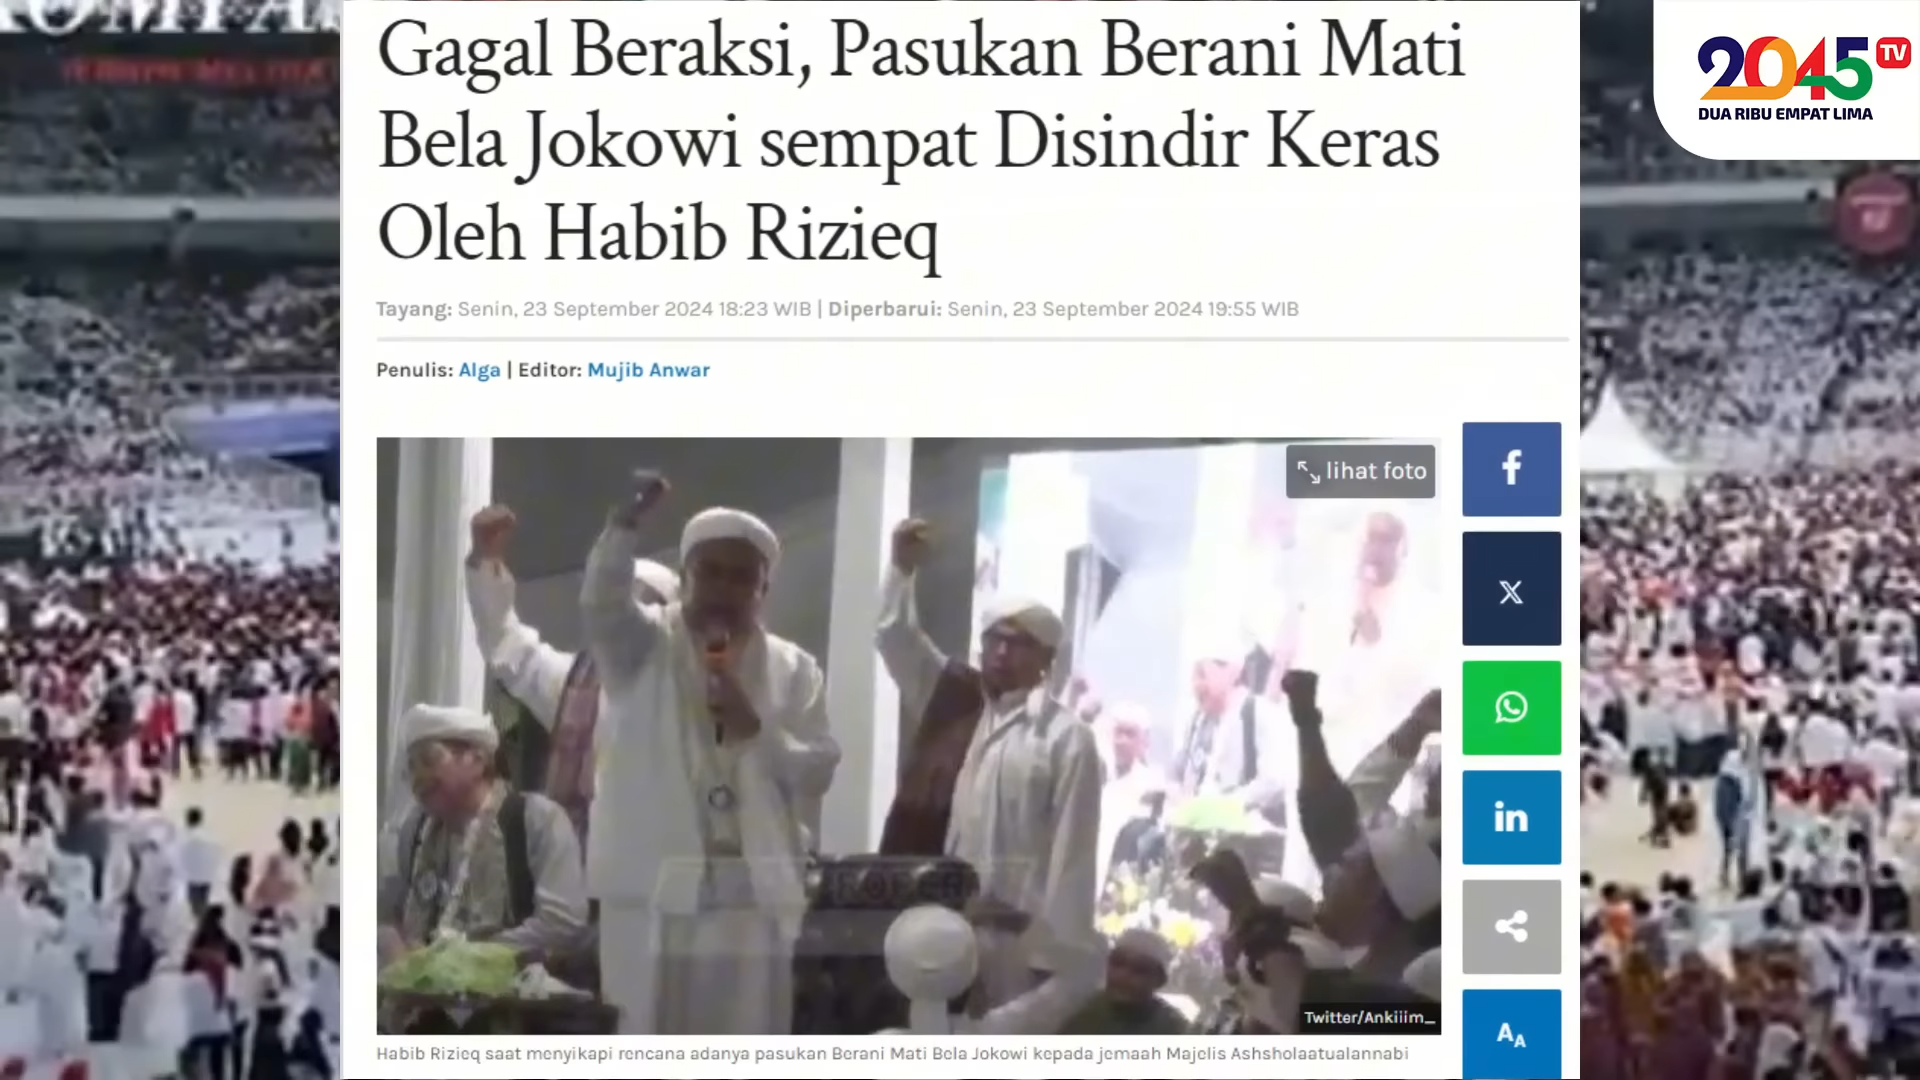 2045 TV
DUA RIBU EMPAT LIMA
Gagal Beraksi, Pasukan Berani Mati
Bela Jokowi sempat Disindir Keras
Oleh Habib Rizieq
Tayang: Senin, 23 September 2024 18:23 WIB | Diperbarui: Senin, 23 September 2024 19:55 WIB
Penulis: Alga | Editor: Mujib Anwar
lihat foto
Twitter/Ankiiim_
Habib Rizieq saat menyikapi rencana adanya pasukan Berani Mati Bela Jokowi kepada jemaah Majelis Ashsholaatualannabi